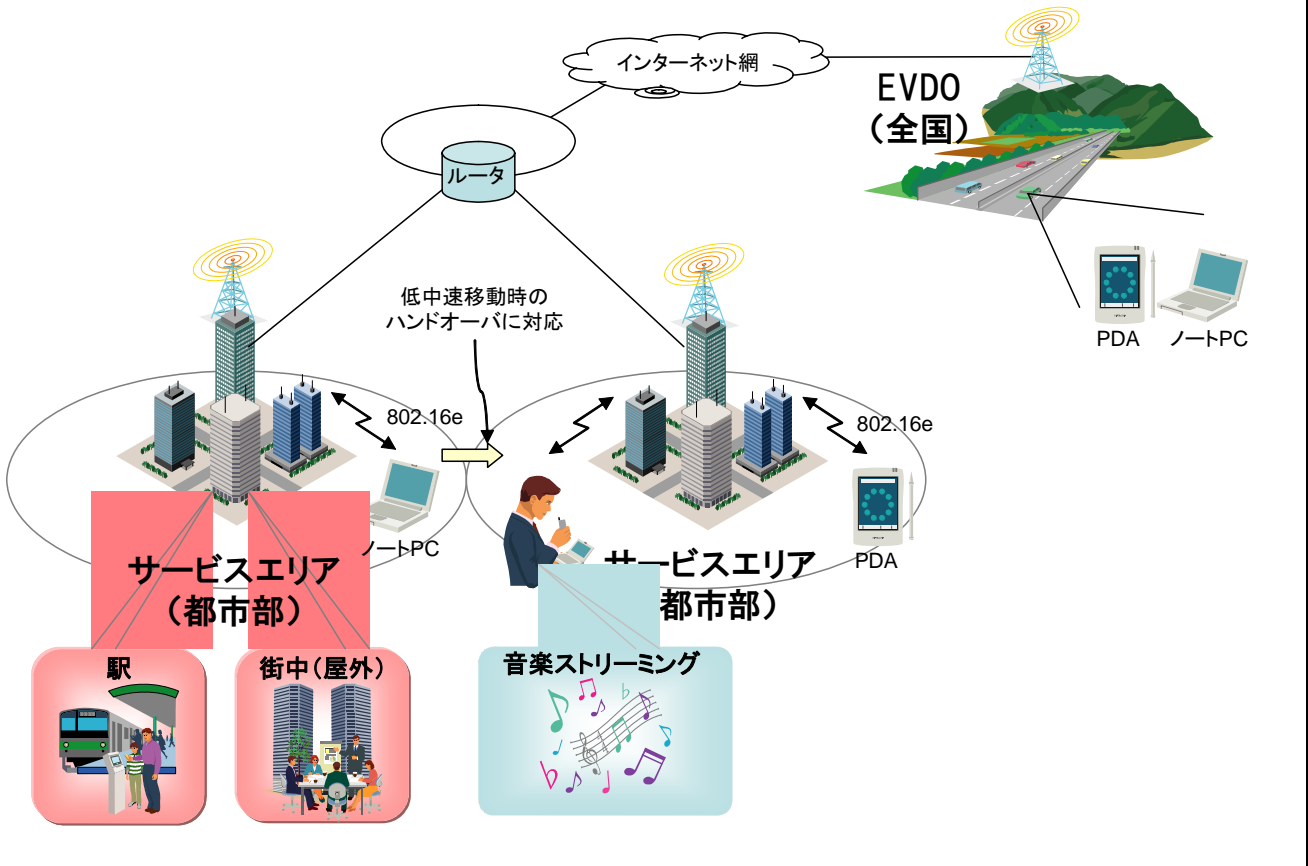 インターネット網
EVDO
（全国）
ルータ
低中速移動時の
ハンドオーバに対応
PDA
ノートPC
802.16e
802.16e
ノートPC
PDA
サービスエリア
（都市部）
サービスエリア
都市部）
駅
街中（屋外）
音楽ストリーミング